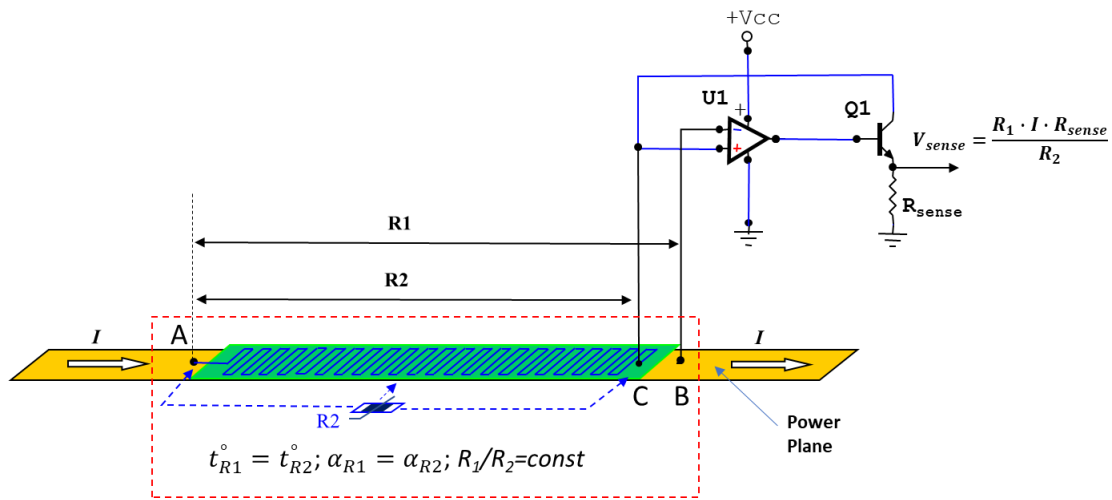 +Vcc
U1
+
Q1
−
+
V_sense = (R_1 · I · R_sense) / R_2
R_sense
R1
R2
A
I
I
C
B
R2
Power
Plane
t°_R1 = t°_R2; α_R1 = α_R2; R_1/R_2=const